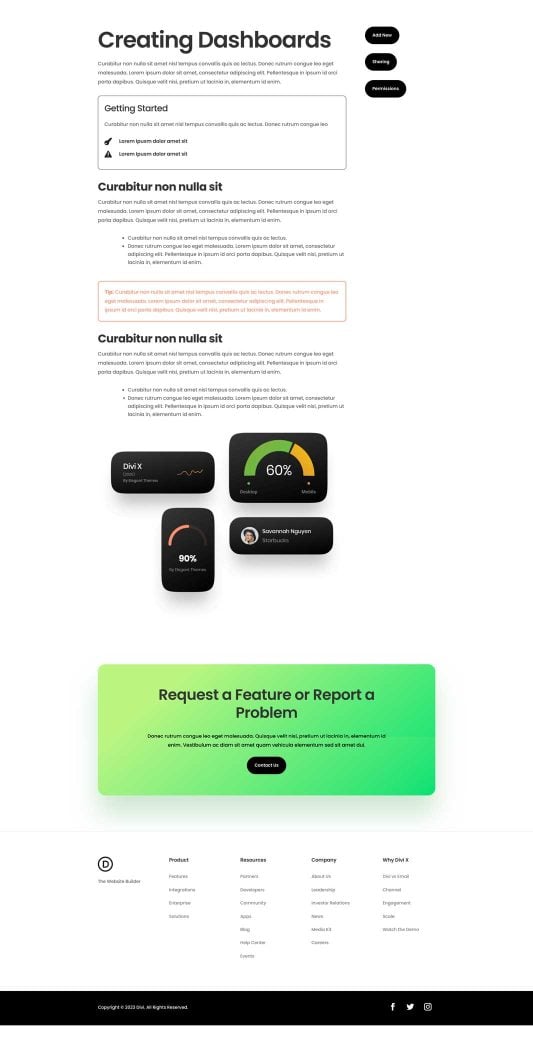 Creating Dashboards
Curabitur non nulla sit amet nisl tempus convallis quis ac lectus. Donec rutrum congue leo eget
malesuada. Lorem ipsum dolor sit amet, consectetur adipiscing elit. Pellentesque in ipsum id orci
porta dapibus. Quisque velit nisi, pretium ut lacinia in, elementum id enim.
Add New
Sharing
Permissions
Getting Started
Curabitur non nulla sit amet nisl tempus convallis quis ac lectus. Donec rutrum congue leo
Lorem ipusm dolor amet sit
Lorem ipsum dolor amet sit
Curabitur non nulla sit
Curabitur non nulla sit amet nisl tempus convallis quis ac lectus. Donec rutrum congue leo eget
malesuada. Lorem ipsum dolor sit amet, consectetur adipiscing elit. Pellentesque in ipsum id orci
porta dapibus. Quisque velit nisi, pretium ut lacinia in, elementum id enim.
Curabitur non nulla sit amet nisl tempus convallis quis ac lectus.
Donec rutrum congue leo eget malesuada. Lorem ipsum dolor sit amet, consectetur
adipiscing elit. Pellentesque in ipsum id orci porta dapibus. Quisque velit nisi, pretium ut
lacinia in, elementum id enim.
Tip: Curabitur non nulla sit amet nisl tempus convallis quis ac lectus. Donec rutrum congue leo
eget malesuada. Lorem ipsum dolor sit amet, consectetur adipiscing elit. Pellentesque in
ipsum id orci porta dapibus. Quisque velit nisi, pretium ut lacinia in, elementum id enim.
Curabitur non nulla sit
Curabitur non nulla sit amet nisl tempus convallis quis ac lectus. Donec rutrum congue leo eget
malesuada. Lorem ipsum dolor sit amet, consectetur adipiscing elit. Pellentesque in ipsum id orci
porta dapibus. Quisque velit nisi, pretium ut lacinia in, elementum id enim.
Curabitur non nulla sit amet nisl tempus convallis quis ac lectus.
Donec rutrum congue leo eget malesuada. Lorem ipsum dolor sit amet, consectetur
adipiscing elit. Pellentesque in ipsum id orci porta dapibus. Quisque velit nisi, pretium ut
lacinia in, elementum id enim.
Divi X
By Elegant Themes
60%
Desktop
Mobile
90%
By Elegant Themes
Savannah Nguyen
Starbucks
Request a Feature or Report a
Problem
Donec rutrum congue leo eget malesuada. Quisque velit nisi, pretium ut lacinia in, elementum id
enim. Vestibulum ac diam sit amet quam vehicula elementum sed sit amet dui.
Contact Us
D
The Website Builder
Product
Features
Integrations
Enterprise
Solutions
Resources
Partners
Developers
Community
Apps
Blog
Help Center
Events
Company
About Us
Leadership
Investor Relations
News
Media Kit
Careers
Why Divi X
Divi vs Email
Channel
Engagement
Scale
Watch the Demo
Copyright © 2023 Divi. All Rights Reserved.